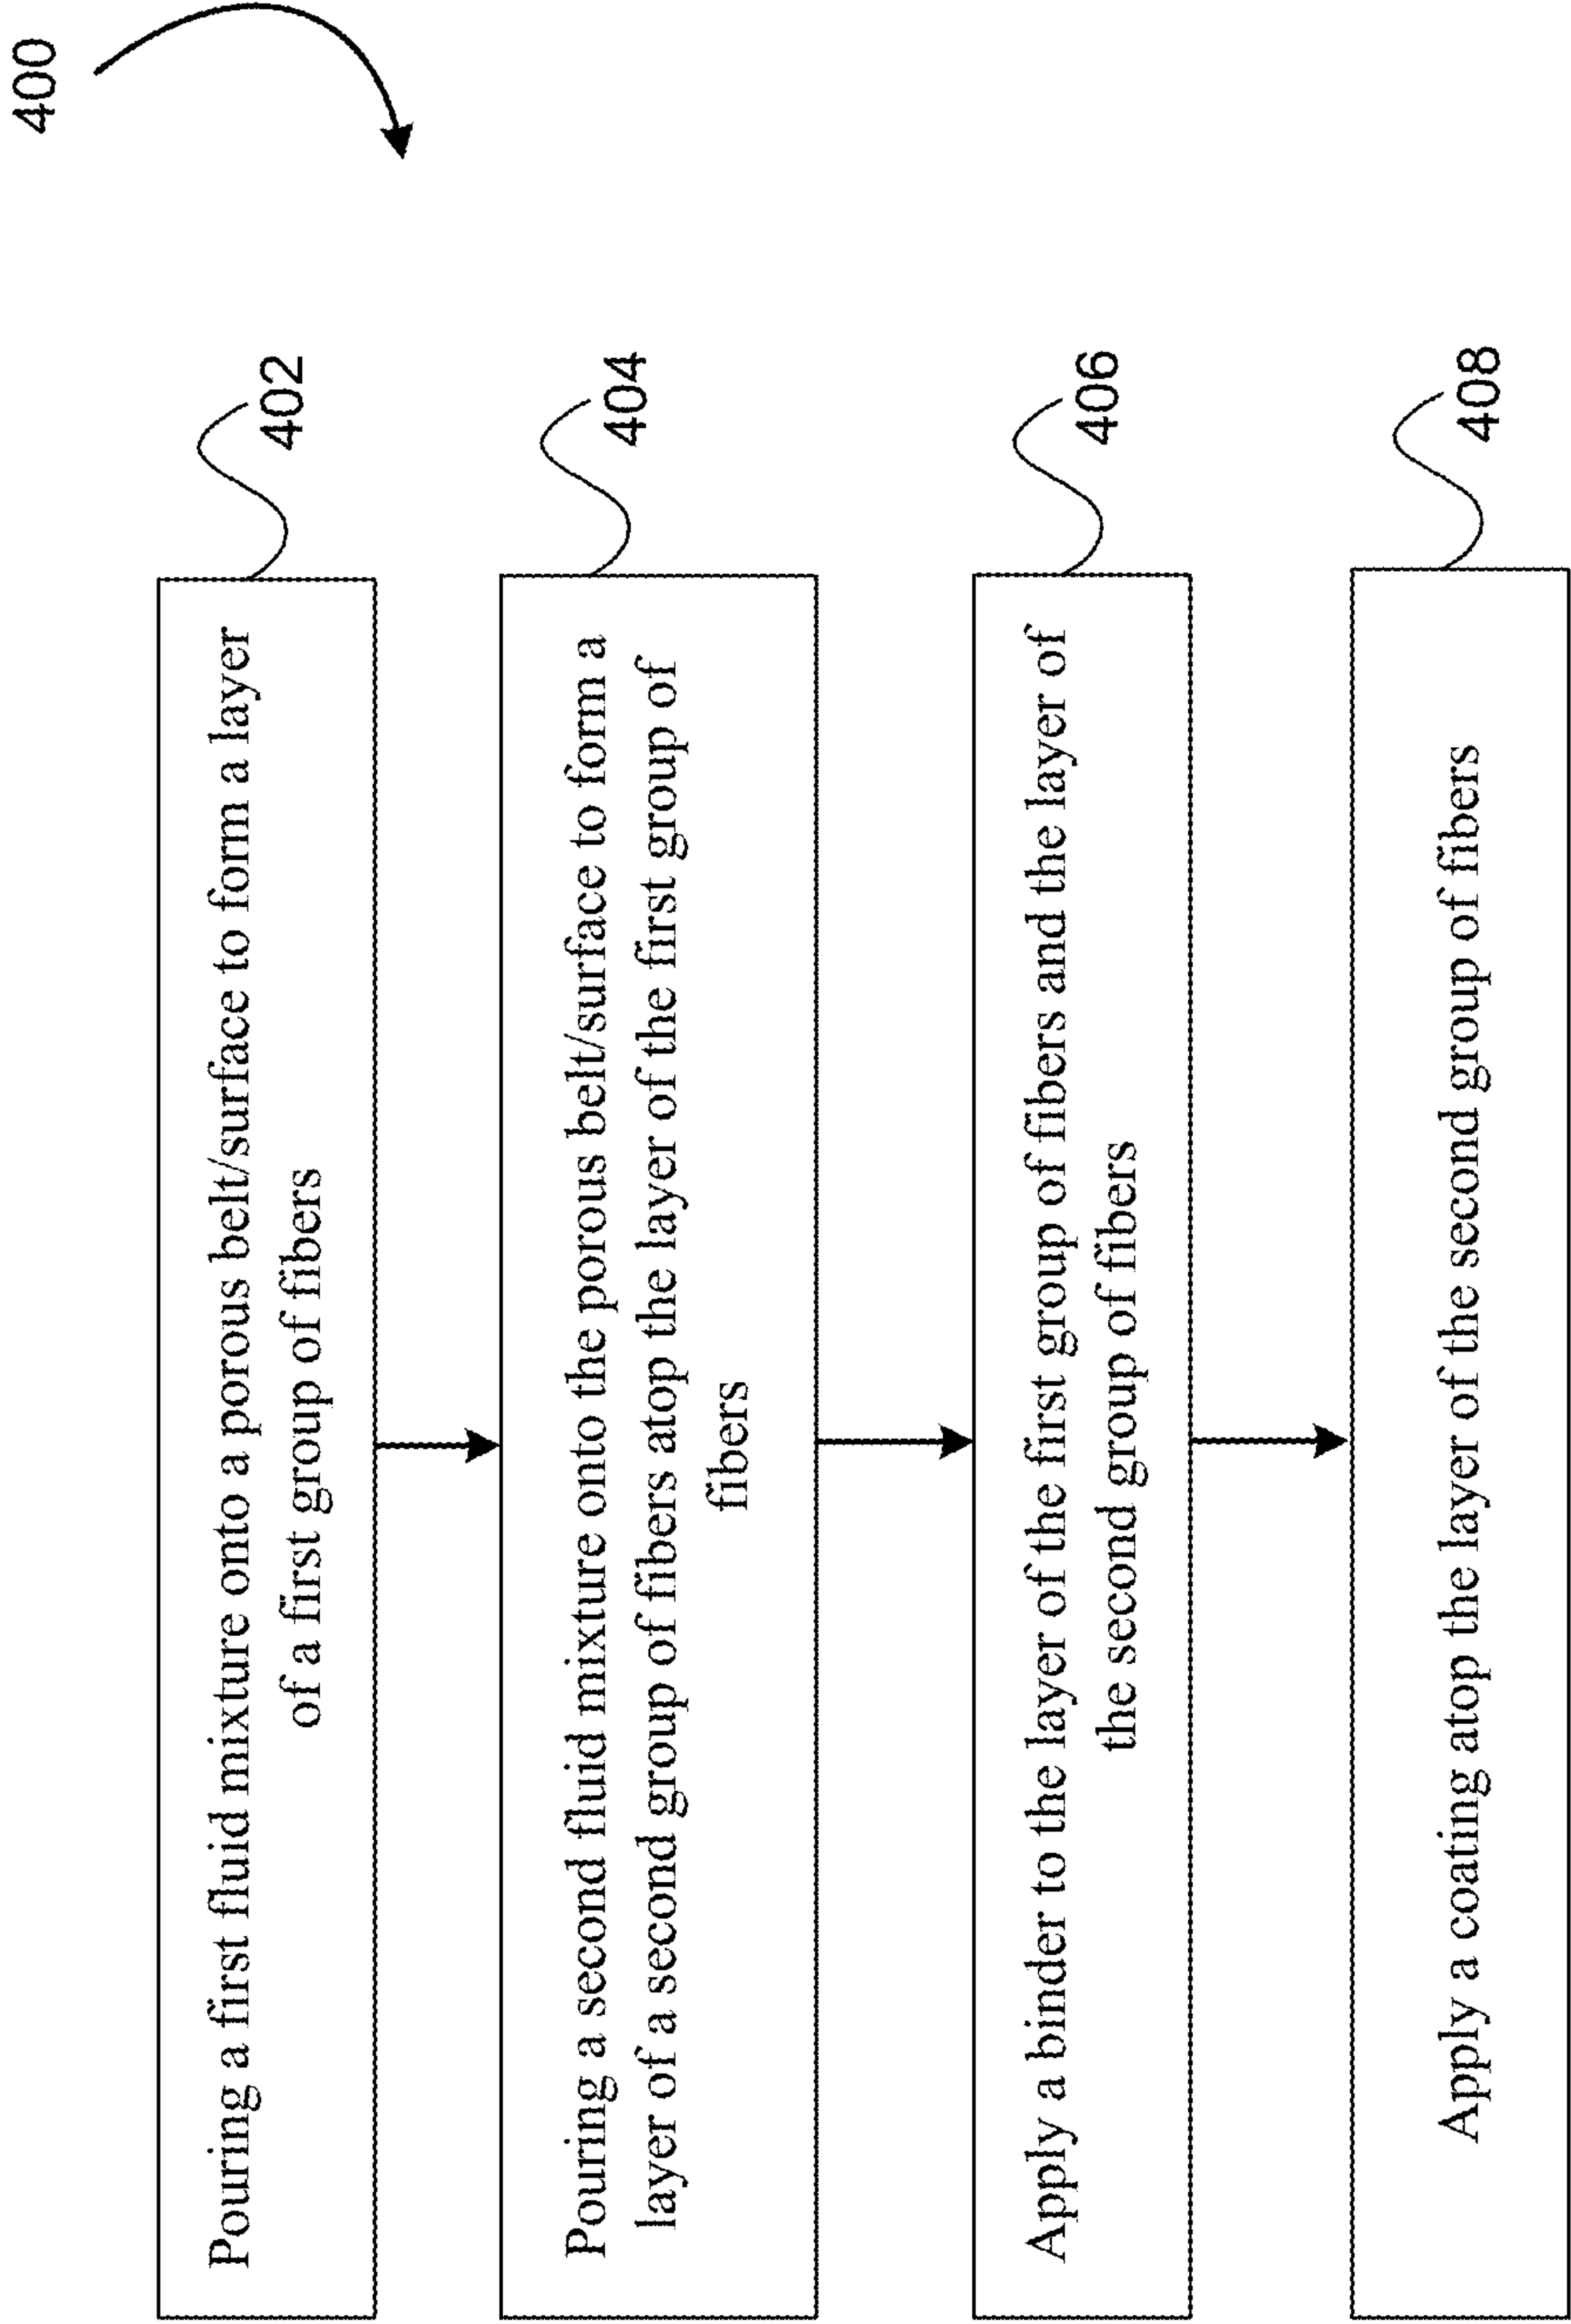 400
Pouring a first fluid mixture onto a porous belt/surface to form a layer
of a first group of fibers
402
Pouring a second fluid mixture onto the porous belt/surface to form a
layer of a second group of fibers atop the layer of the first group of
fibers
404
Apply a binder to the layer of the first group of fibers and the layer of
the second group of fibers
406
Apply a coating atop the layer of the second group of fibers
408